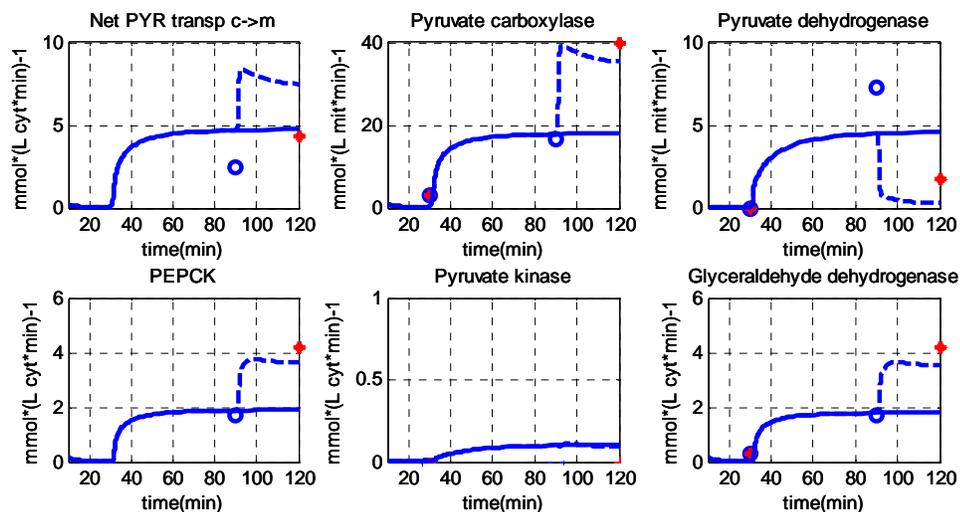 Net PYR transp c->m
Pyruvate carboxylase
Pyruvate dehydrogenase
mmol*(L cyt*min)-1
10
5
0
20 40 60 80 100 120
time(min)
mmol*(L mit*min)-1
40
20
0
20 40 60 80 100 120
time(min)
mmol*(L mit*min)-1
10
5
0
20 40 60 80 100 120
time(min)
PEPCK
Pyruvate kinase
Glyceraldehyde dehydrogenase
mmol*(L cyt*min)-1
6
4
2
0
20 40 60 80 100 120
time(min)
mmol*(L cyt*min)-1
1
0.5
0
20 40 60 80 100 120
time(min)
mmol*(L cyt*min)-1
6
4
2
0
20 40 60 80 100 120
time(min)